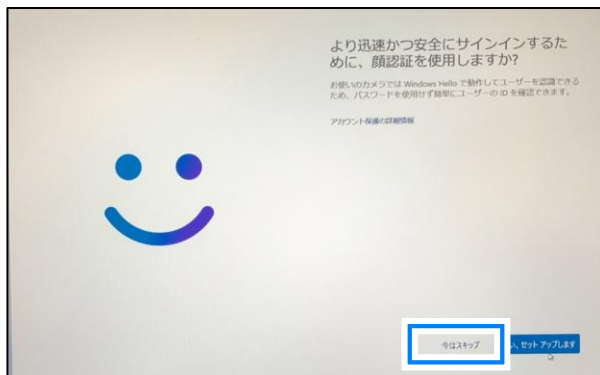 より迅速かつ安全にサインインするた
めに、顔認証を使用しますか?
お使いのカメラでは Windows Hello で動作してユーザーを認識できる
ため、パスワードを使用せず簡単にユーザーの ID を確認できます。
アカウント保護の詳細情報
今はスキップ
い、セット アップします